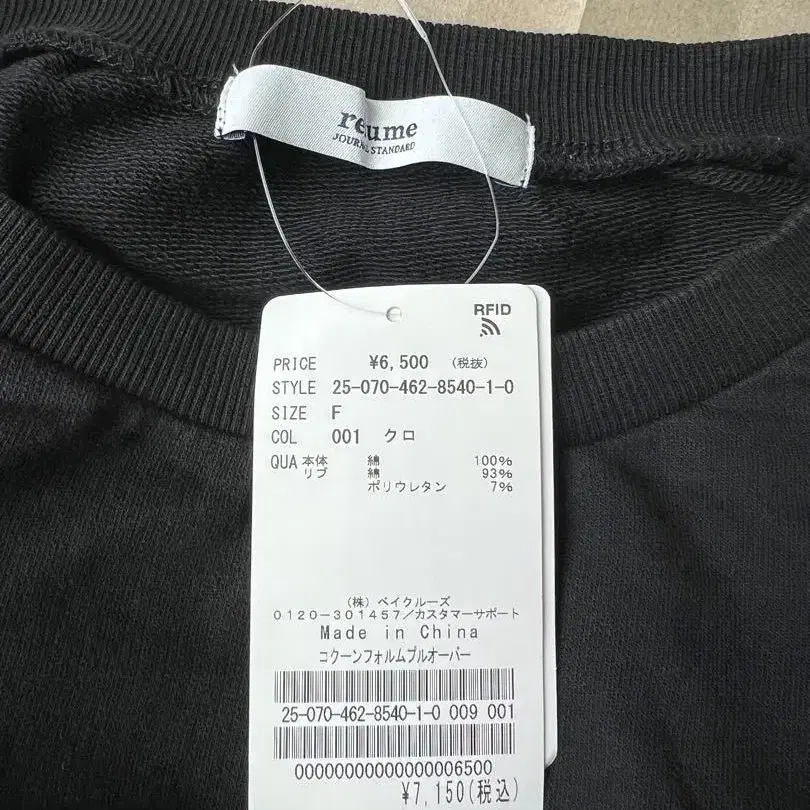 relume
JOURNAL STANDARD
RFID
PRICE ¥6,500 (税抜)
STYLE 25-070-462-8540-1-0
SIZE F
COL 001 クロ
QUA 本体 綿 100%
リブ 綿 93%
ポリウレタン 7%
(株) ベイクルーズ
0120-301457/カスタマーサポート
Made in China
コクーンフォルムプルオーバー
25-070-462-8540-1-0 009 001
00000000000000006500
¥7,150(税込)